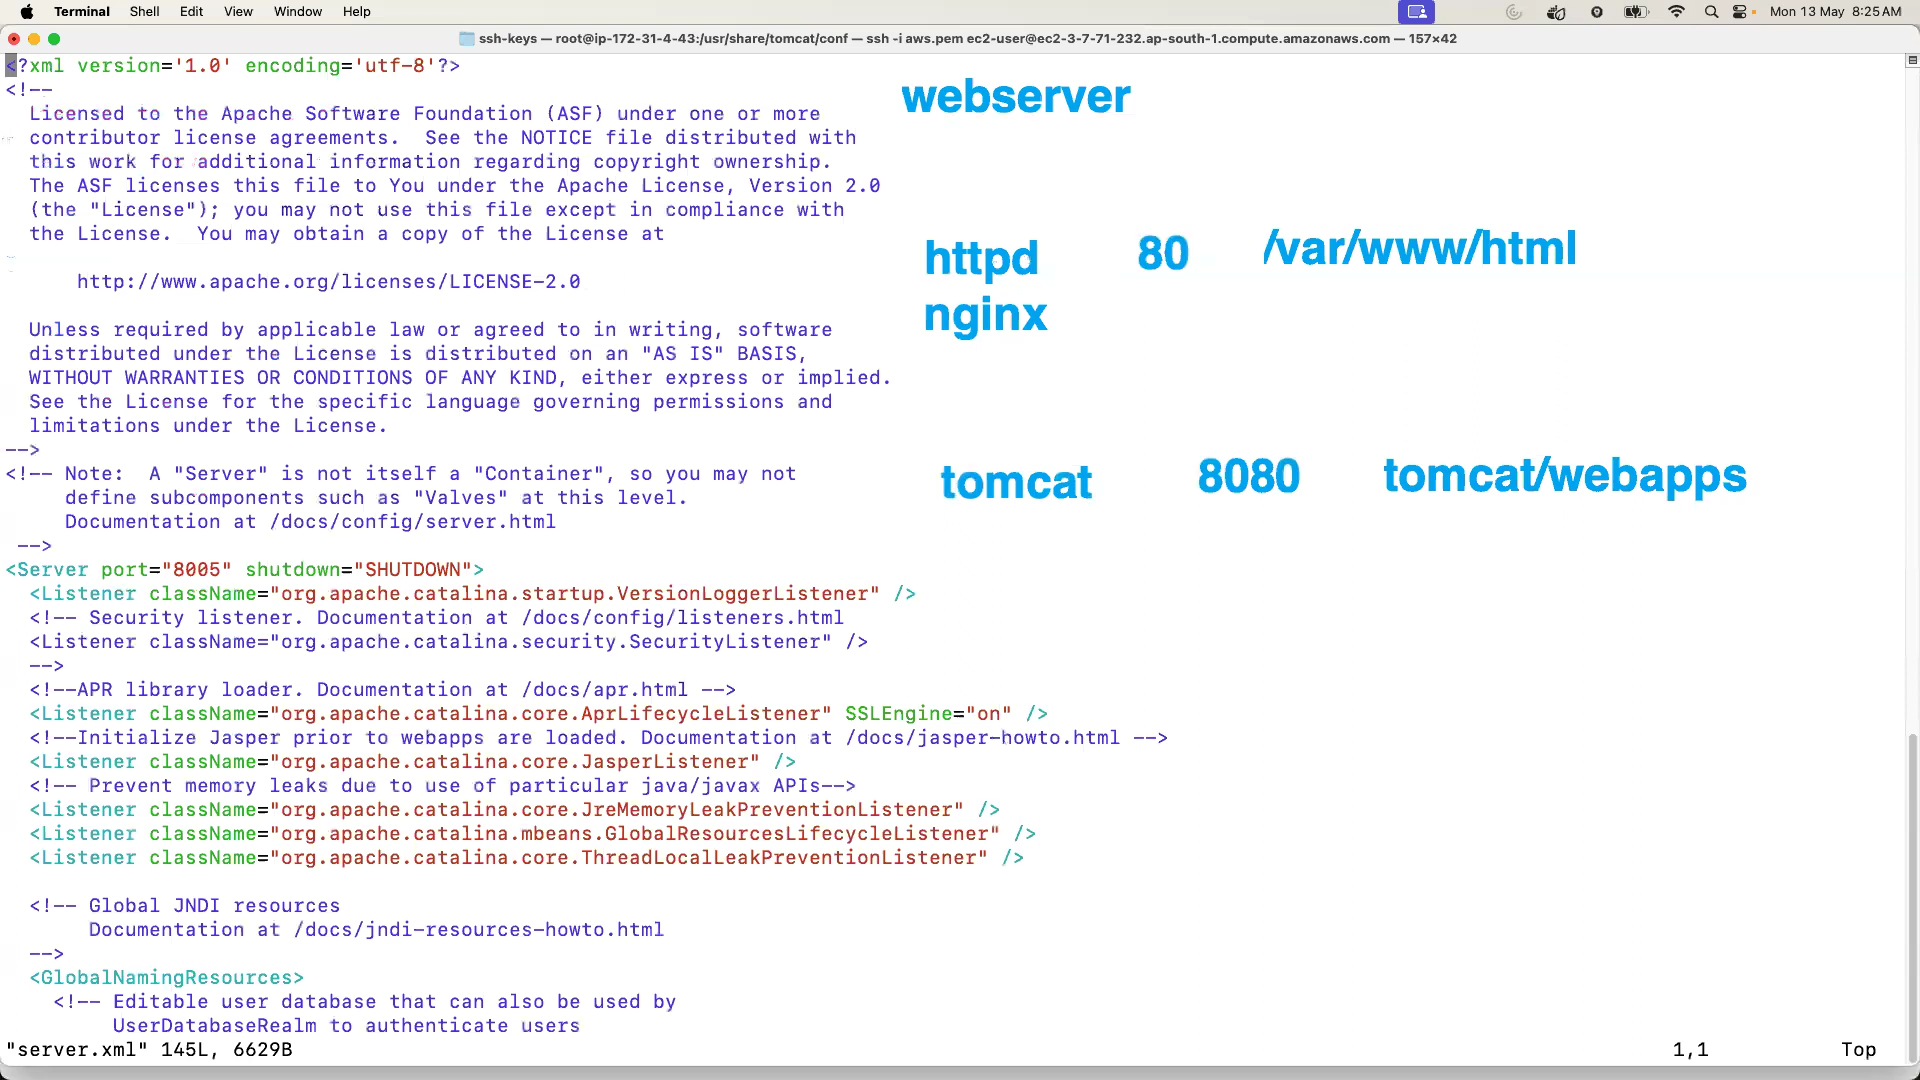 Terminal Shell Edit View Window Help Mon 13 May 8:25 AM
ssh-keys — root@ip-172-31-4-43:/usr/share/tomcat/conf — ssh -i aws.pem ec2-user@ec2-3-7-71-232.ap-south-1.compute.amazonaws.com — 157×42
<?xml version='1.0' encoding='utf-8'?>
<!--
Licensed to the Apache Software Foundation (ASF) under one or more
contributor license agreements.  See the NOTICE file distributed with
this work for additional information regarding copyright ownership.
The ASF licenses this file to You under the Apache License, Version 2.0
(the "License"); you may not use this file except in compliance with
the License.  You may obtain a copy of the License at
http://www.apache.org/licenses/LICENSE-2.0
Unless required by applicable law or agreed to in writing, software
distributed under the License is distributed on an "AS IS" BASIS,
WITHOUT WARRANTIES OR CONDITIONS OF ANY KIND, either express or implied.
See the License for the specific language governing permissions and
limitations under the License.
-->
<!-- Note:  A "Server" is not itself a "Container", so you may not
define subcomponents such as "Valves" at this level.
Documentation at /docs/config/server.html
-->
<Server port="8005" shutdown="SHUTDOWN">
<Listener className="org.apache.catalina.startup.VersionLoggerListener" />
<!-- Security listener. Documentation at /docs/config/listeners.html
<Listener className="org.apache.catalina.security.SecurityListener" />
-->
<!--APR library loader. Documentation at /docs/apr.html -->
<Listener className="org.apache.catalina.core.AprLifecycleListener" SSLEngine="on" />
<!--Initialize Jasper prior to webapps are loaded. Documentation at /docs/jasper-howto.html -->
<Listener className="org.apache.catalina.core.JasperListener" />
<!-- Prevent memory leaks due to use of particular java/javax APIs-->
<Listener className="org.apache.catalina.core.JreMemoryLeakPreventionListener" />
<Listener className="org.apache.catalina.mbeans.GlobalResourcesLifecycleListener" />
<Listener className="org.apache.catalina.core.ThreadLocalLeakPreventionListener" />
<!-- Global JNDI resources
Documentation at /docs/jndi-resources-howto.html
-->
<GlobalNamingResources>
<!-- Editable user database that can also be used by
UserDatabaseRealm to authenticate users
"server.xml" 145L, 6629B 1,1 Top
webserver
httpd 80 /var/www/html
nginx
tomcat 8080 tomcat/webapps